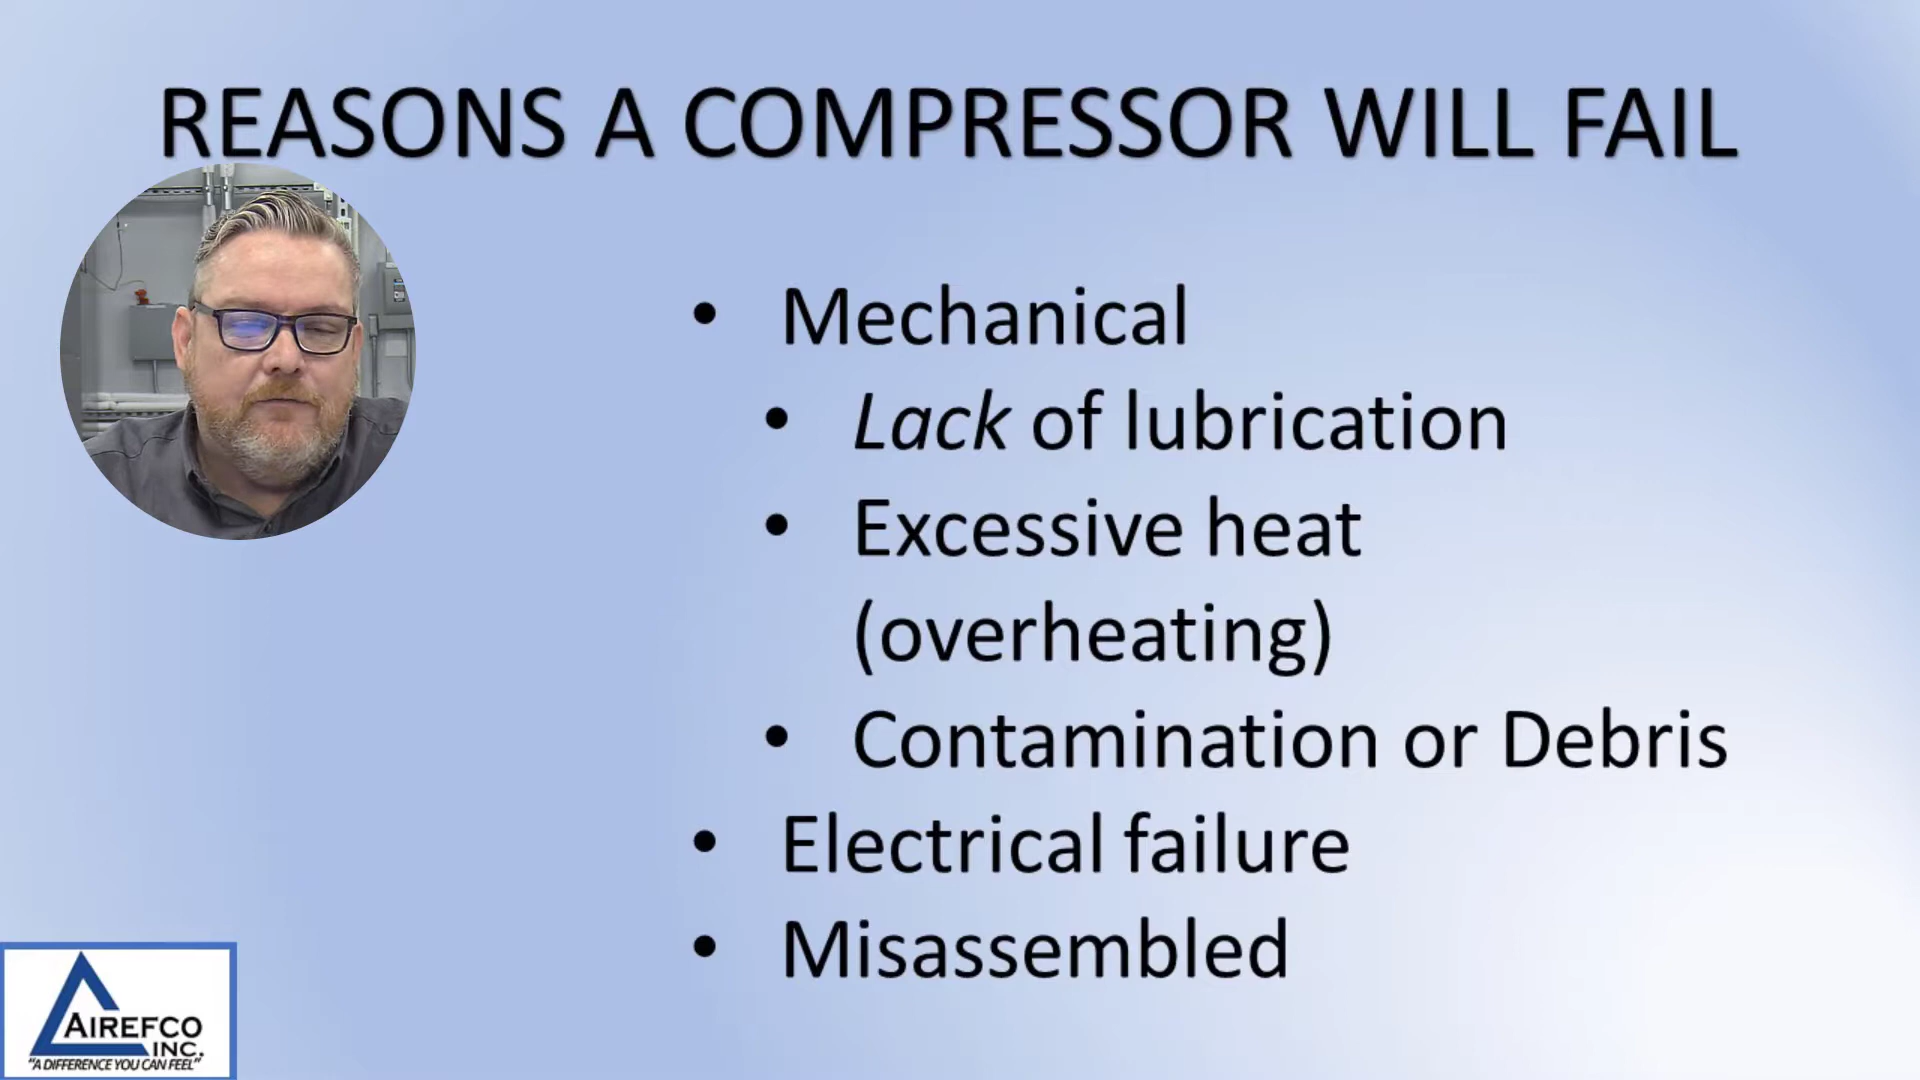 REASONS A COMPRESSOR WILL FAIL
• Mechanical
• Lack of lubrication
• Excessive heat
(overheating)
• Contamination or Debris
• Electrical failure
• Misassembled
AIREFCO
INC.
"A DIFFERENCE YOU CAN FEEL"